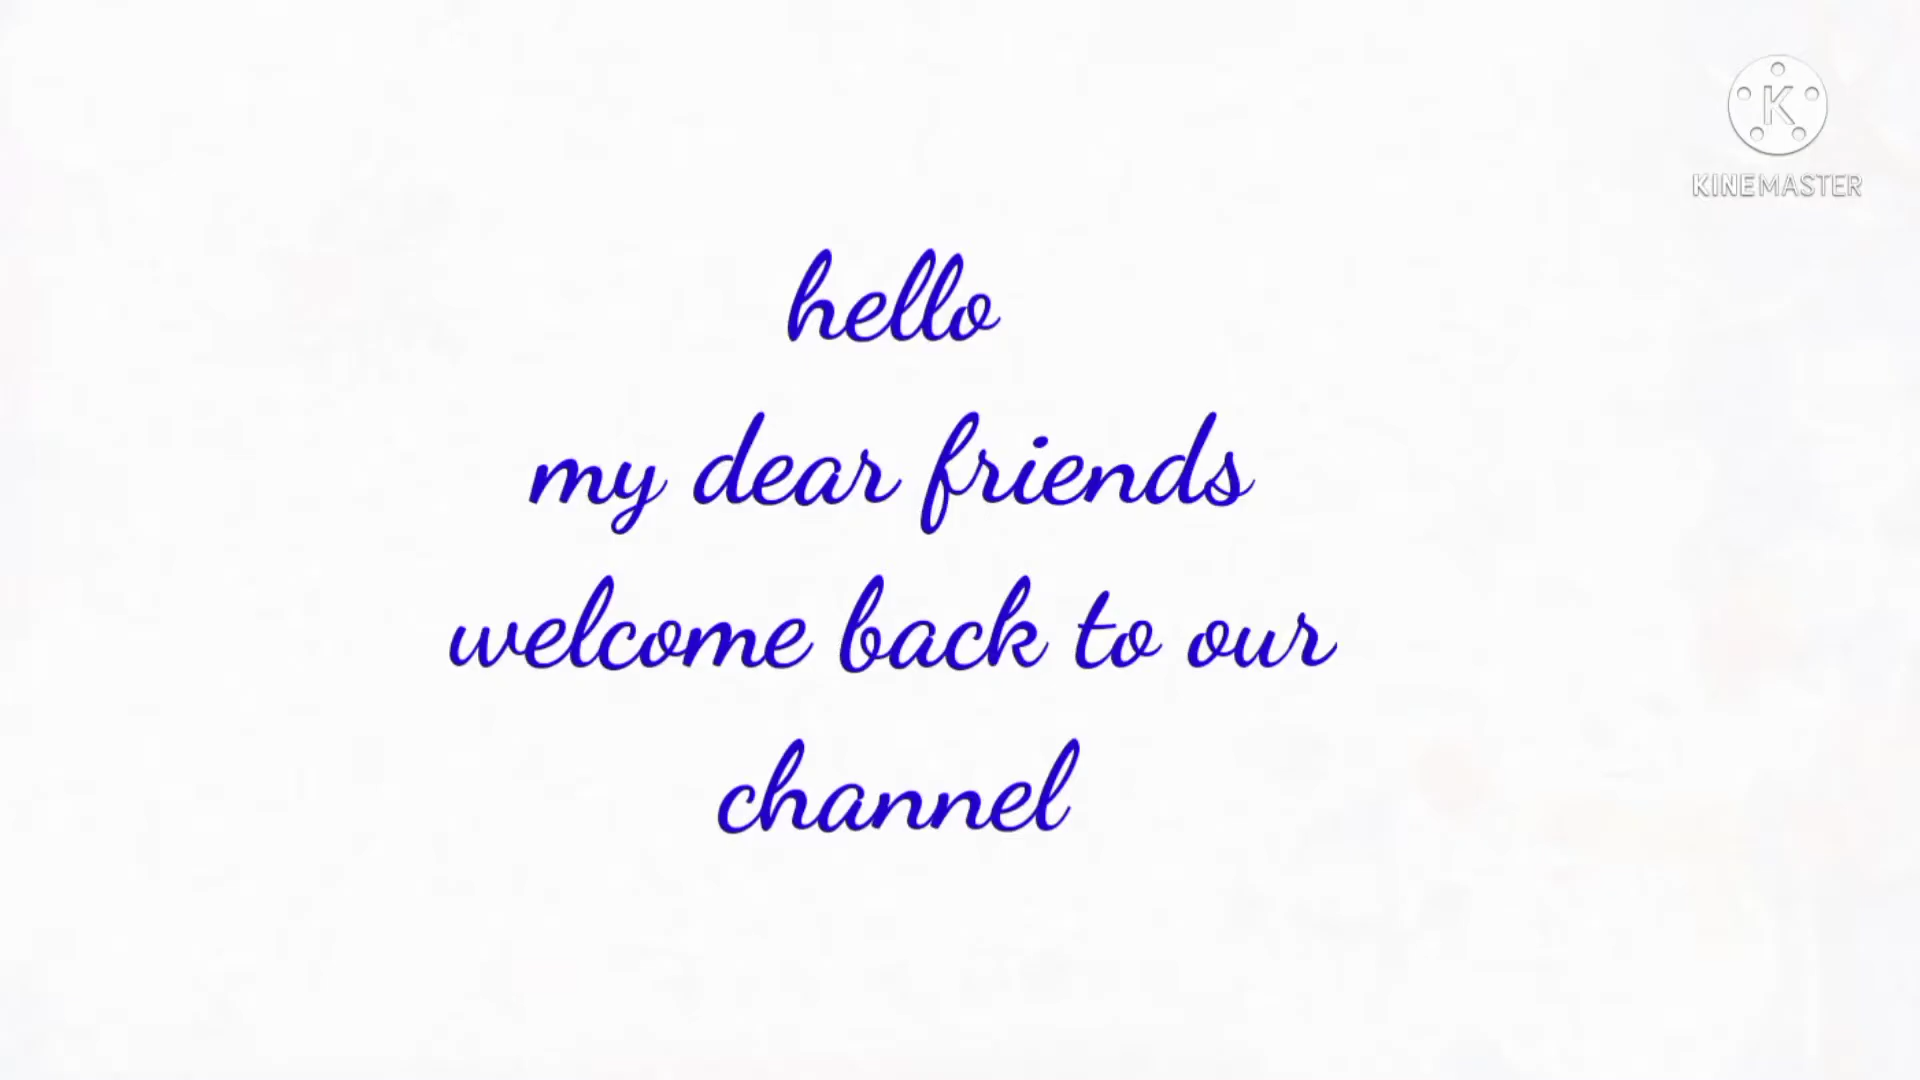 K
KINEMASTER
hello
my dear friends
welcome back to our
channel